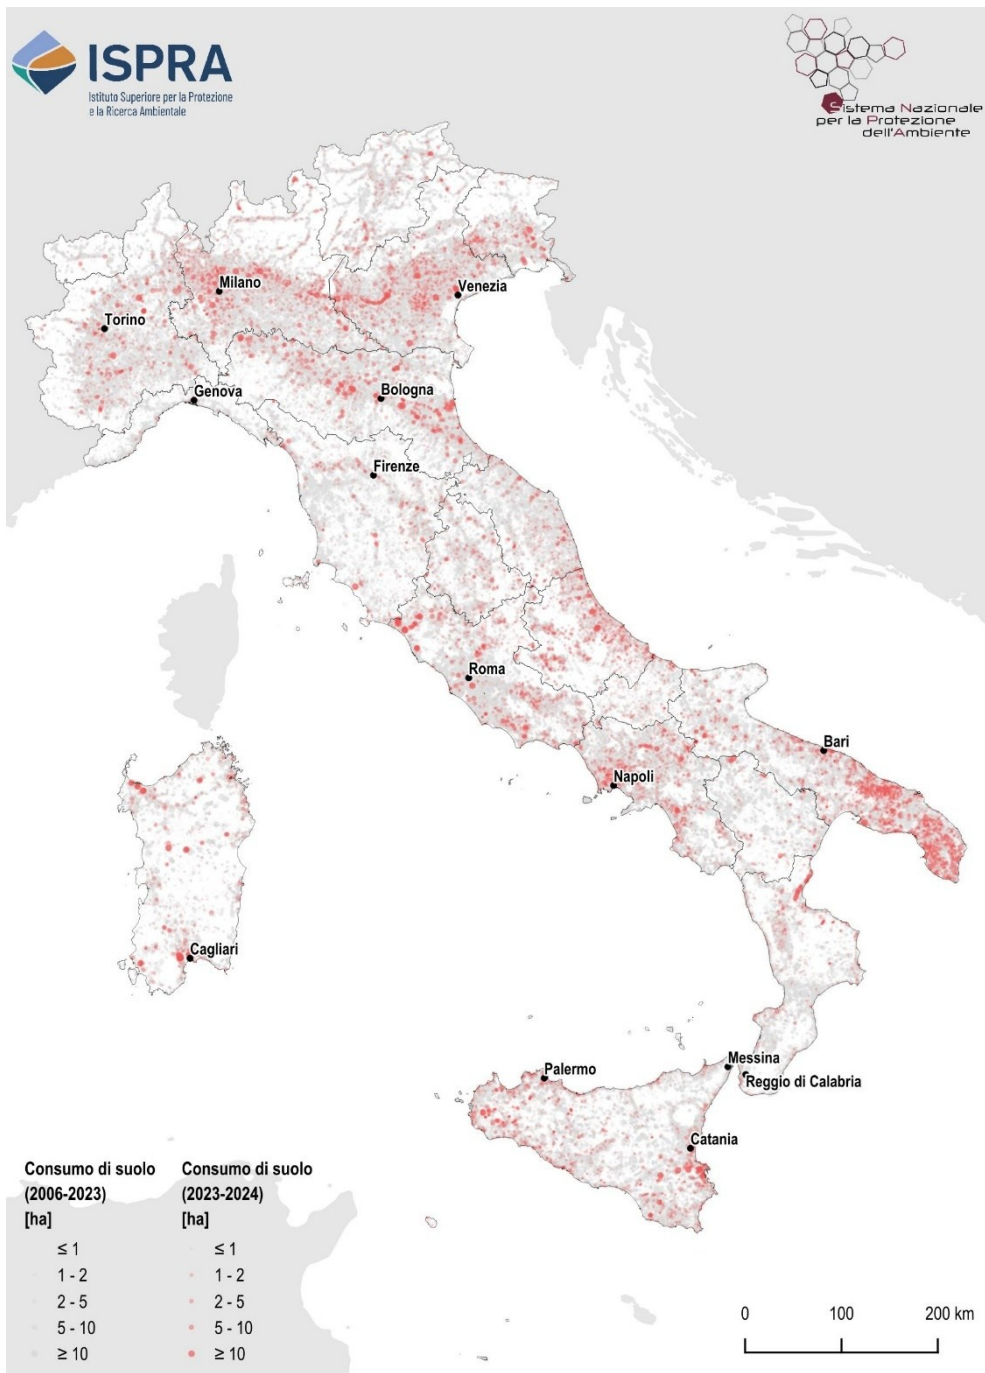 ISPRA
Istituto Superiore per la Protezione
e la Ricerca Ambientale
Sistema Nazionale
per la Protezione
dell'Ambiente
Milano
Venezia
Torino
Genova
Bologna
Firenze
Roma
Bari
Napoli
Cagliari
Messina
Palermo
Reggio di Calabria
Catania
Consumo di suolo
(2006-2023)
[ha]
≤ 1
1 - 2
2 - 5
5 - 10
≥ 10
Consumo di suolo
(2023-2024)
[ha]
≤ 1
1 - 2
2 - 5
5 - 10
≥ 10
0 100 200 km